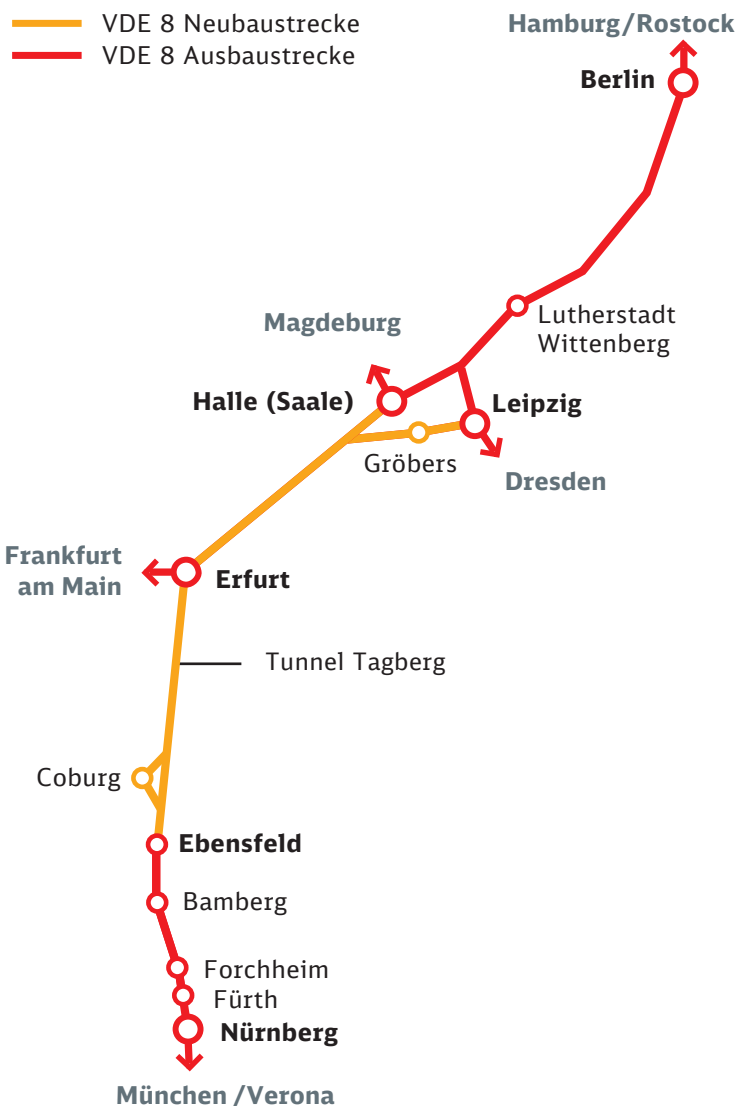 VDE 8 Neubaustrecke
VDE 8 Ausbaustrecke
Hamburg/Rostock
Berlin
Lutherstadt
Wittenberg
Magdeburg
Halle (Saale)
Leipzig
Gröbers
Dresden
Frankfurt
am Main
Erfurt
Tunnel Tagberg
Coburg
Ebensfeld
Bamberg
Forchheim
Fürth
Nürnberg
München /Verona